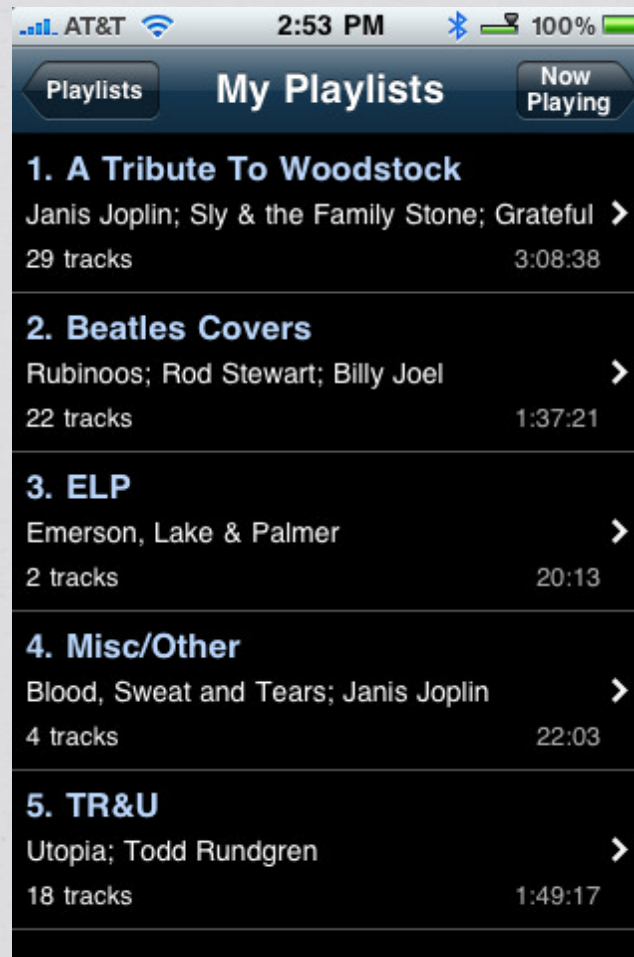 AT&T 2:53 PM 100%
Playlists My Playlists Now Playing
1. A Tribute To Woodstock
Janis Joplin; Sly & the Family Stone; Grateful
29 tracks 3:08:38
2. Beatles Covers
Rubinoos; Rod Stewart; Billy Joel
22 tracks 1:37:21
3. ELP
Emerson, Lake & Palmer
2 tracks 20:13
4. Misc/Other
Blood, Sweat and Tears; Janis Joplin
4 tracks 22:03
5. TR&U
Utopia; Todd Rundgren
18 tracks 1:49:17